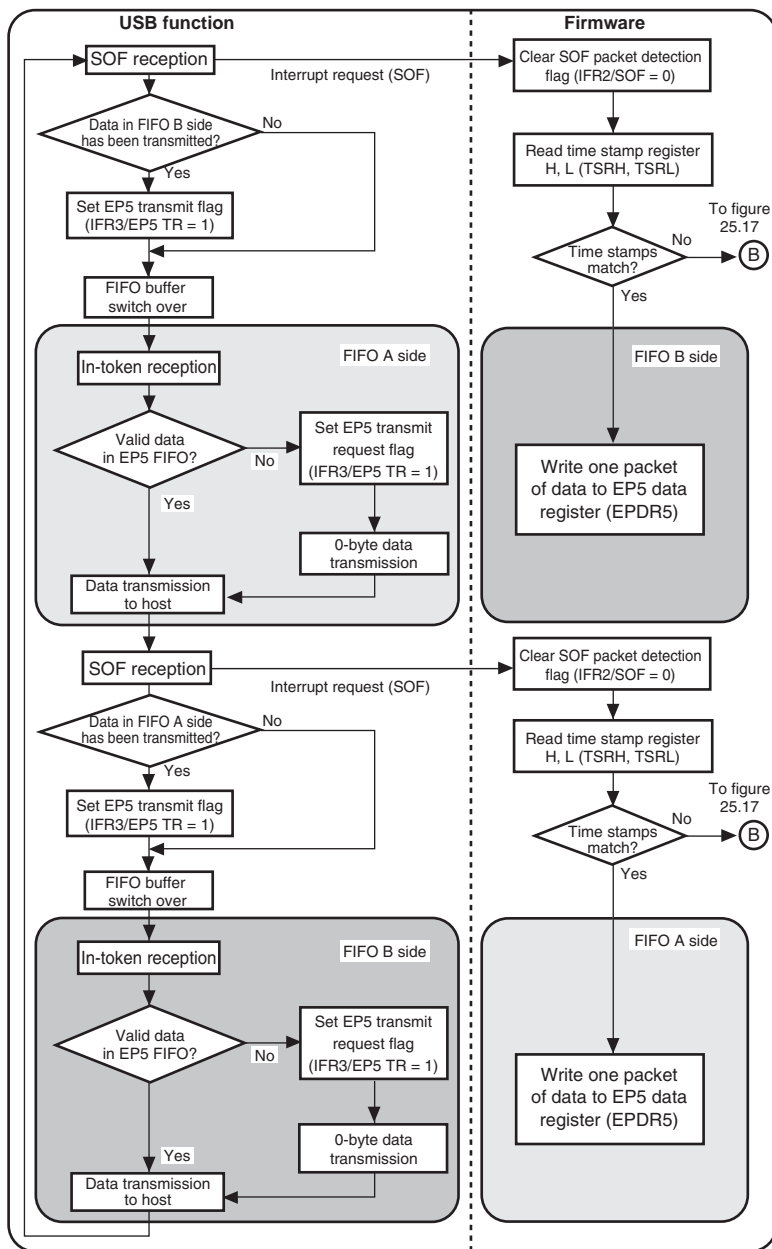 USB function
Firmware
SOF reception
Interrupt request (SOF)
Clear SOF packet detection
flag (IFR2/SOF = 0)
Data in FIFO B side
has been transmitted?
No
Yes
Read time stamp register
H, L (TSRH, TSRL)
Set EP5 transmit flag
(IFR3/EP5 TR = 1)
Time stamps
match?
No
To figure
25.17
B
Yes
FIFO buffer
switch over
FIFO A side
In-token reception
Valid data
in EP5 FIFO?
No
Yes
Set EP5 transmit
request flag
(IFR3/EP5 TR = 1)
0-byte data
transmission
Data transmission
to host
FIFO B side
Write one packet
of data to EP5 data
register (EPDR5)
SOF reception
Interrupt request (SOF)
Clear SOF packet detection
flag (IFR2/SOF = 0)
Data in FIFO A side
has been transmitted?
No
Yes
Read time stamp register
H, L (TSRH, TSRL)
Set EP5 transmit flag
(IFR3/EP5 TR = 1)
Time stamps
match?
No
To figure
25.17
B
Yes
FIFO buffer
switch over
FIFO B side
In-token reception
Valid data
in EP5 FIFO?
No
Yes
Set EP5 transmit
request flag
(IFR3/EP5 TR = 1)
0-byte data
transmission
Data transmission
to host
FIFO A side
Write one packet
of data to EP5 data
register (EPDR5)